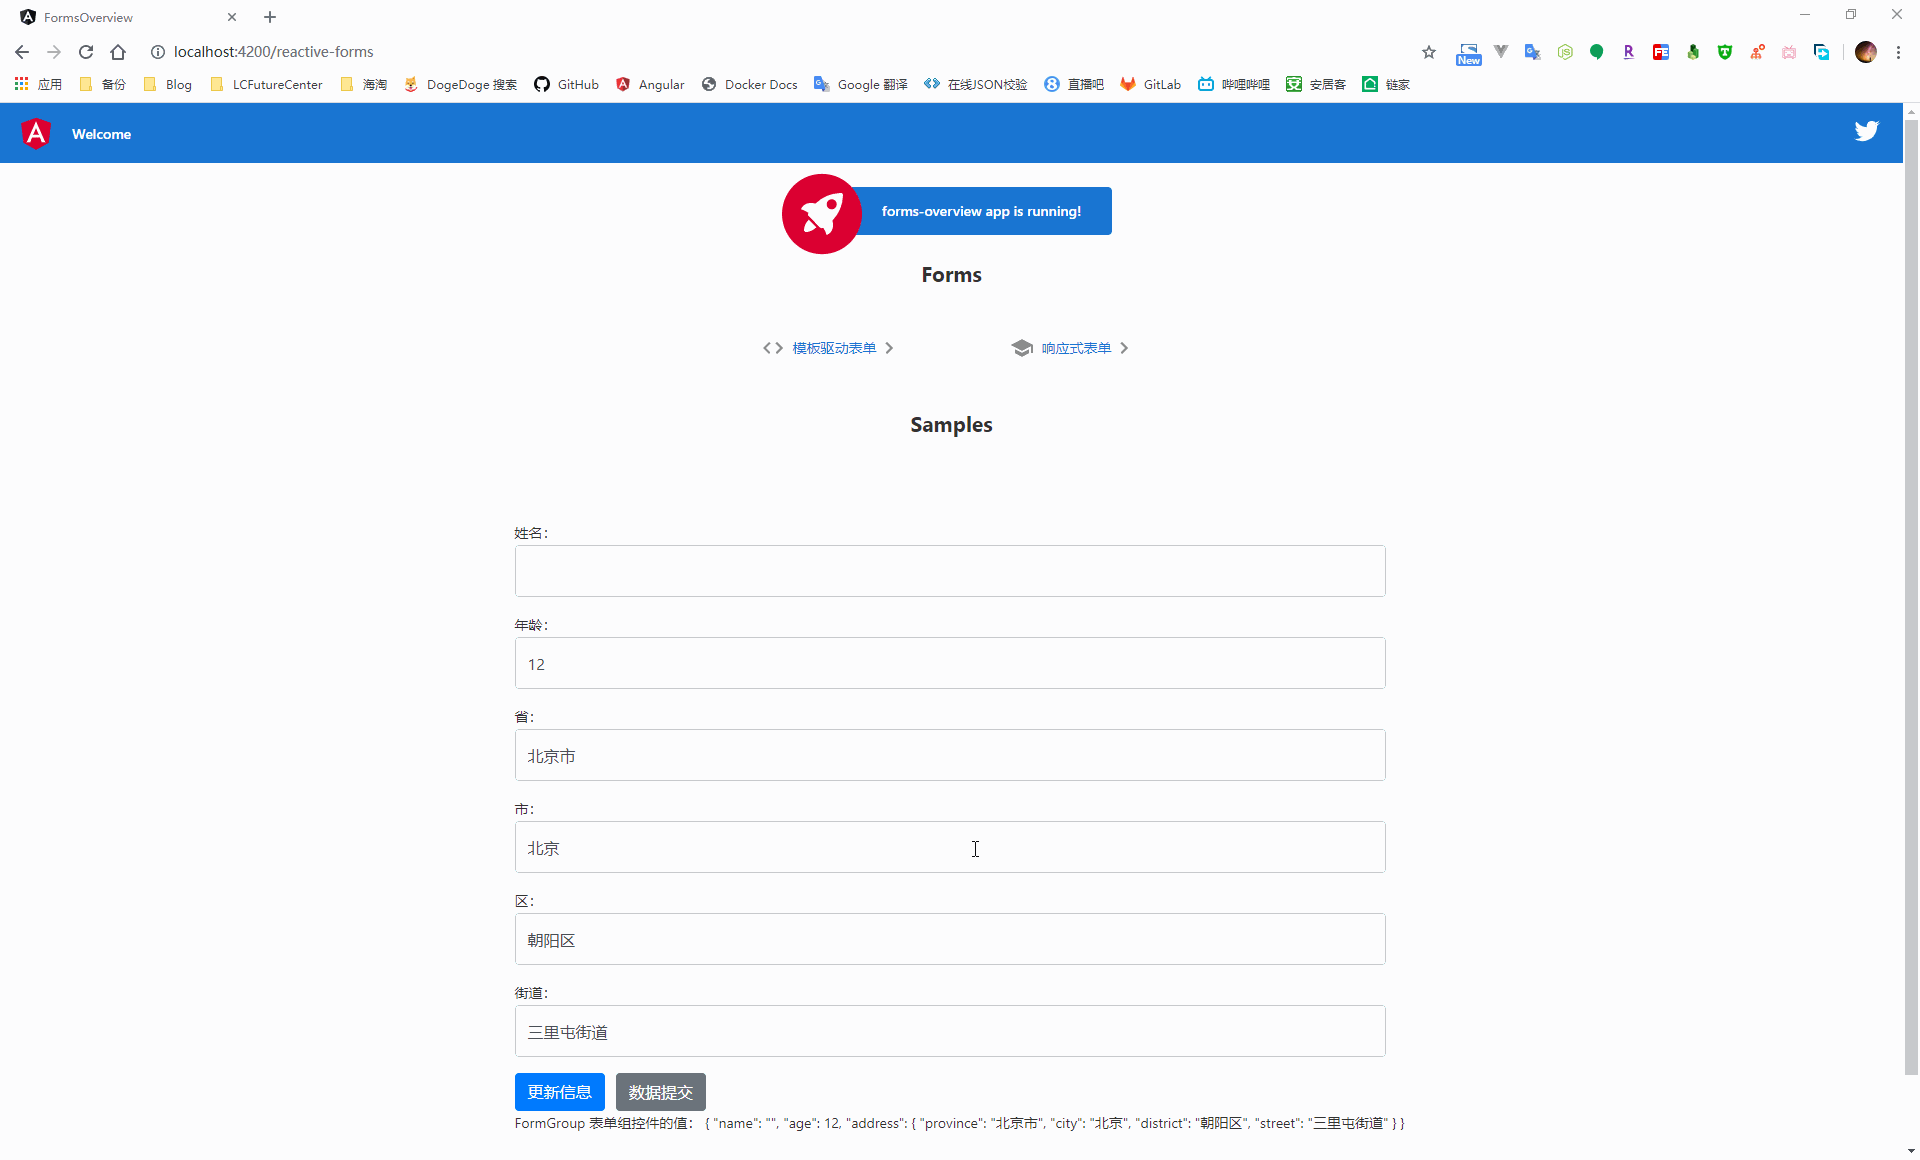 FormsOverview
localhost:4200/reactive-forms
New
应用 备份 Blog LCFutureCenter 海淘 DogeDoge 搜索 GitHub Angular Docker Docs Google 翻译 在线JSON校验 直播吧 GitLab 哔哩哔哩 安居客 链家
Welcome
forms-overview app is running!
Forms
模板驱动表单 响应式表单
Samples
姓名：
年龄：
12
省：
北京市
市：
北京
区：
朝阳区
街道：
三里屯街道
更新信息 数据提交
FormGroup 表单组控件的值： { "name": "", "age": 12, "address": { "province": "北京市", "city": "北京", "district": "朝阳区", "street": "三里屯街道" } }